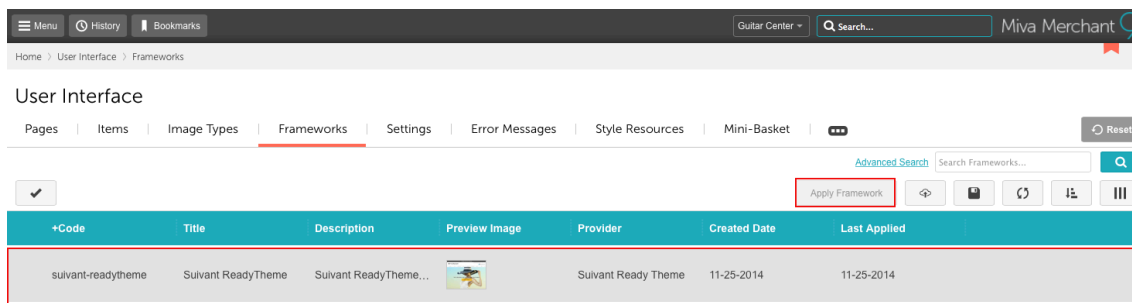 Menu History Bookmarks Guitar Center Search... Miva Merchant
Home > User Interface > Frameworks
User Interface
Pages Items Image Types Frameworks Settings Error Messages Style Resources Mini-Basket Reset
Advanced Search Search Frameworks...
Apply Framework
+Code Title Description Preview Image Provider Created Date Last Applied
suivant-readytheme Suivant ReadyTheme Suivant ReadyTheme... Suivant Ready Theme 11-25-2014 11-25-2014